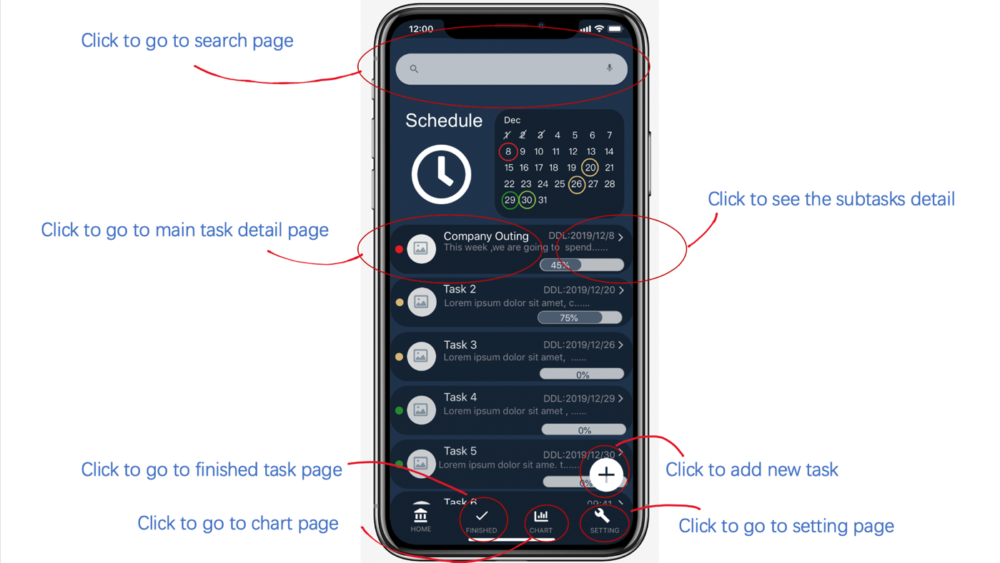 Click to go to search page
12:00
Schedule
Dec
1 2 3 4 5 6 7
8 9 10 11 12 13 14
15 16 17 18 19 20 21
22 23 24 25 26 27 28
29 30 31
Click to see the subtasks detail
Click to go to main task detail page
Company Outing DDL:2019/12/8
This week ,we are going to spend......
45%
Task 2 DDL:2019/12/20
Lorem ipsum dolor sit amet, c......
75%
Task 3 DDL:2019/12/26
Lorem ipsum dolor sit amet, ......
0%
Task 4 DDL:2019/12/29
Lorem ipsum dolor sit amet , ......
0%
Task 5 DDL:2019/12/30
Lorem ipsum dolor sit ame. t......
0%
Click to go to finished task page
Click to add new task
Task 6 09:41
HOME FINISHED CHART SETTING
Click to go to chart page
Click to go to setting page